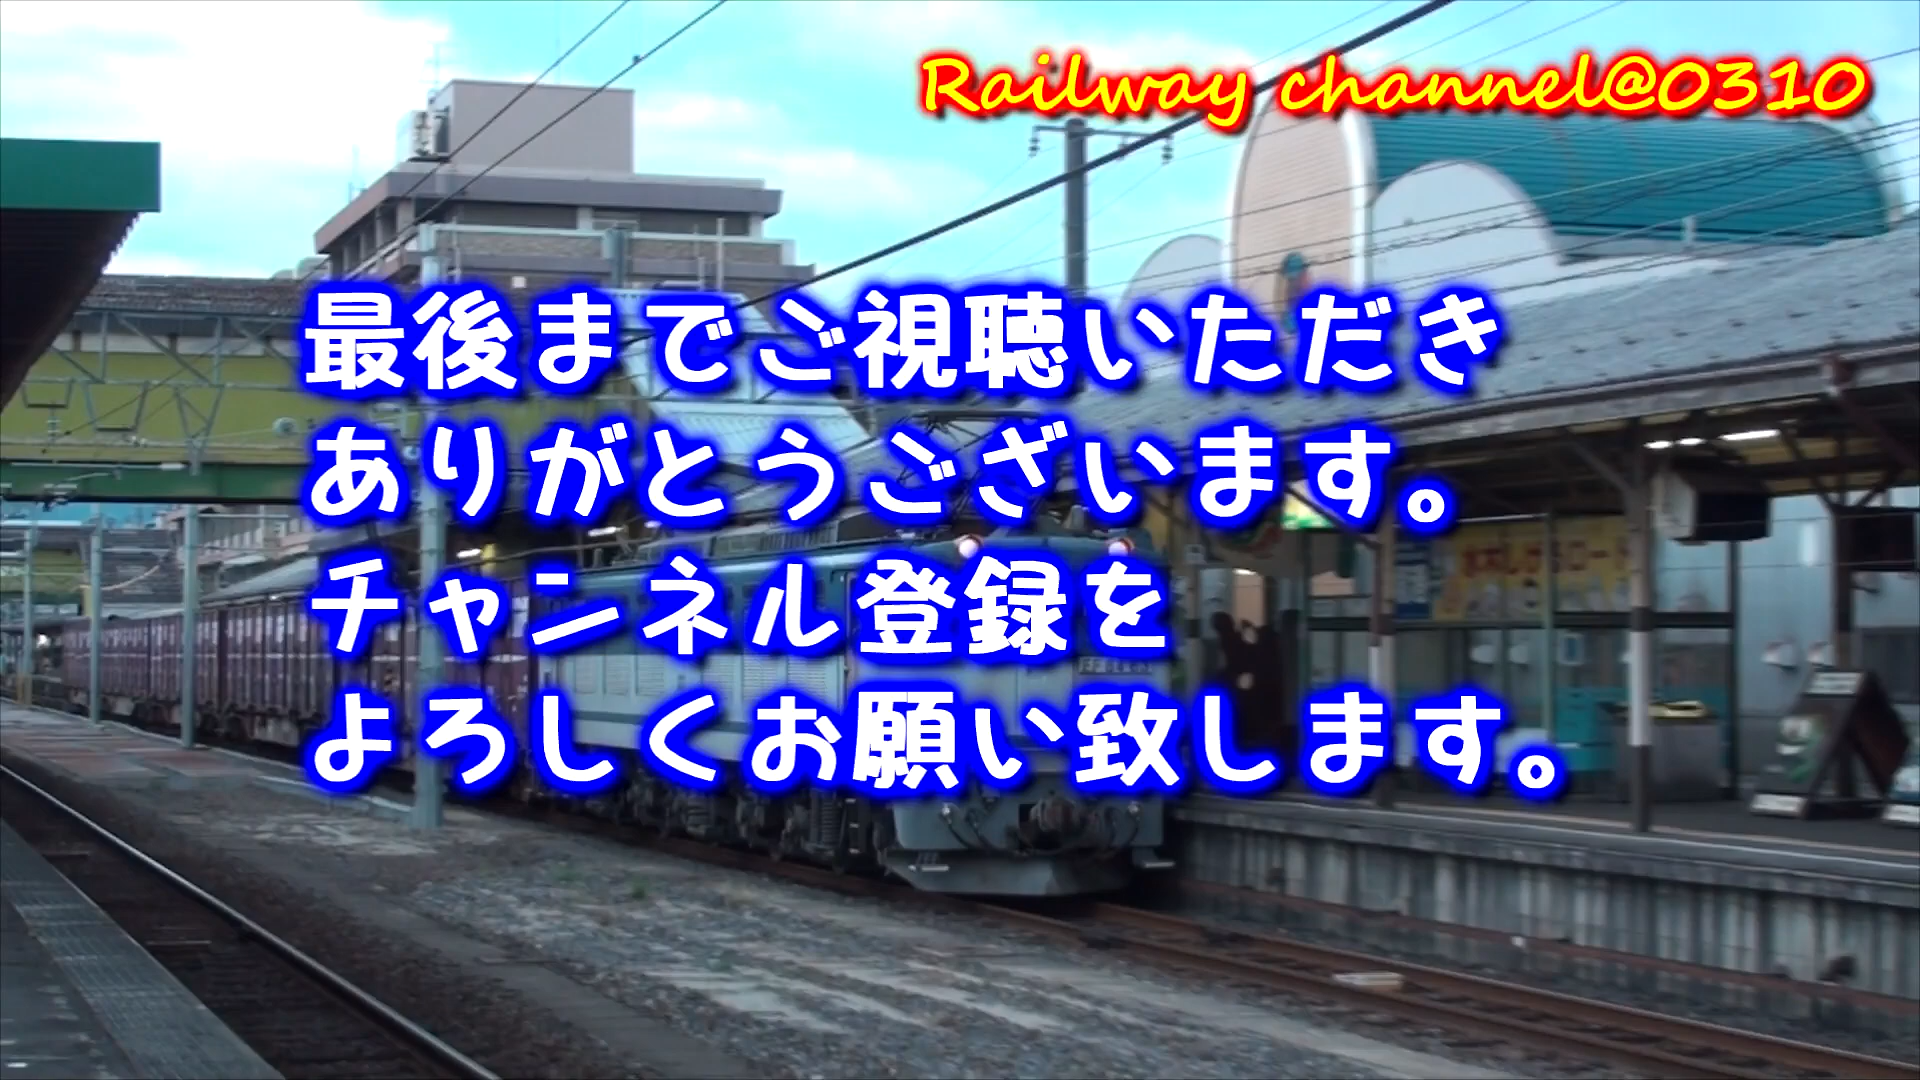 Railway channel@0310
最後までご視聴いただき
ありがとうございます。
チャンネル登録を
よろしくお願い致します。